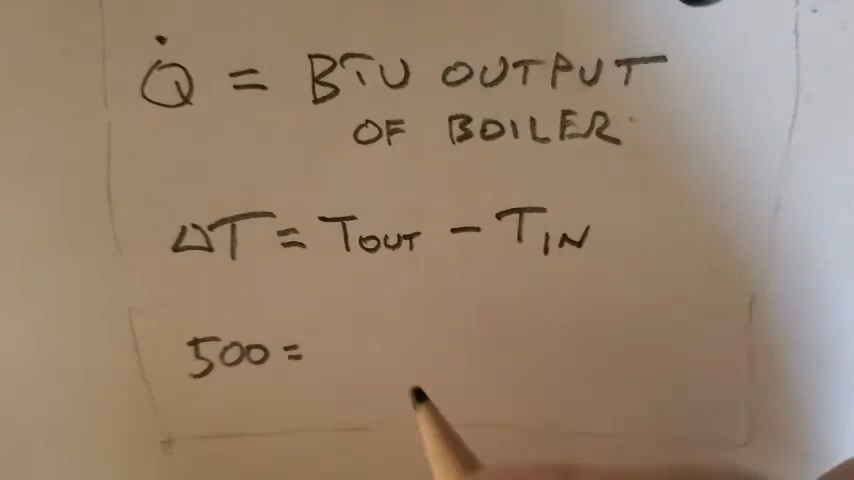 Q̇ = BTU OUTPUT
OF BOILER
ΔT = TOUT - TIN
500 =